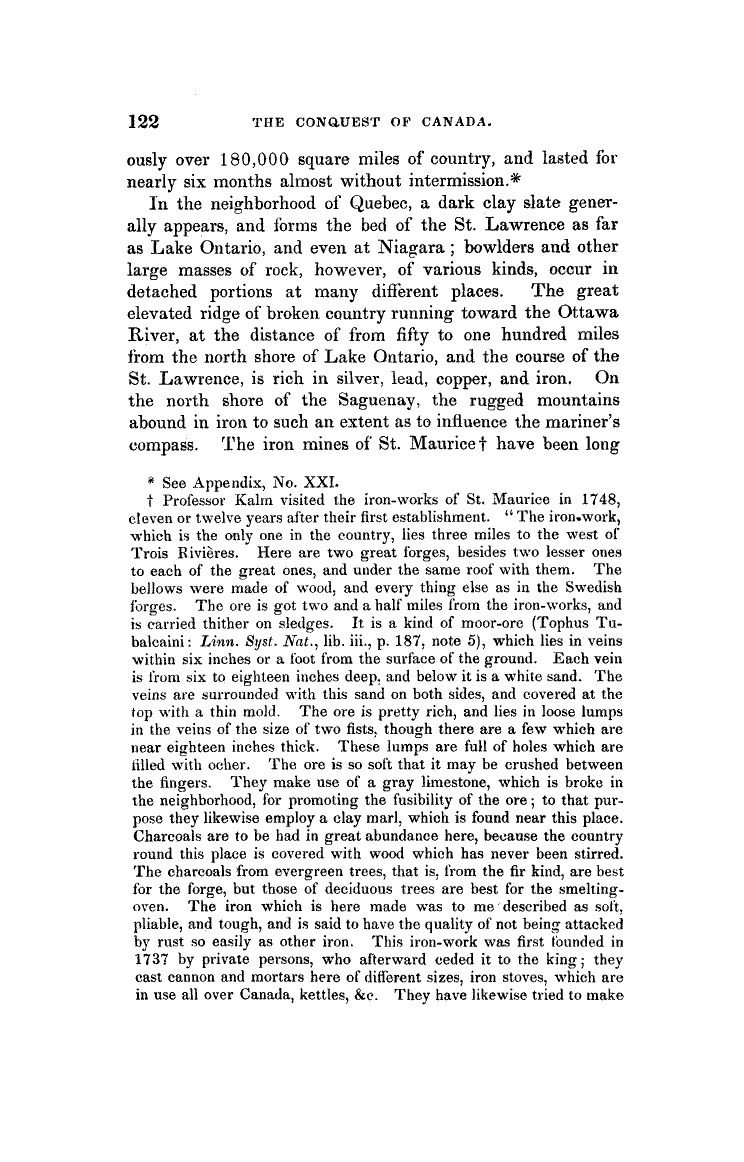 122 THE CONQUEST OF CANADA.
ously over 180,000 square miles of country, and lasted for
nearly six months almost without intermission.*
In the neighborhood of Quebec, a dark clay slate gener-
ally appears, and forms the bed of the St. Lawrence as far
as Lake Ontario, and even at Niagara ; bowlders and other
large masses of rock, however, of various kinds, occur in
detached portions at many different places. The great
elevated ridge of broken country running toward the Ottawa
River, at the distance of from fifty to one hundred miles
from the north shore of Lake Ontario, and the course of the
St. Lawrence, is rich in silver, lead, copper, and iron. On
the north shore of the Saguenay, the rugged mountains
abound in iron to such an extent as to influence the mariner's
compass. The iron mines of St. Maurice† have been long
* See Appendix, No. XXI.
† Professor Kalm visited the iron-works of St. Maurice in 1748,
eleven or twelve years after their first establishment. “The iron-work,
which is the only one in the country, lies three miles to the west of
Trois Rivières. Here are two great forges, besides two lesser ones
to each of the great ones, and under the same roof with them. The
bellows were made of wood, and every thing else as in the Swedish
forges. The ore is got two and a half miles from the iron-works, and
is carried thither on sledges. It is a kind of moor-ore (Tophus Tu-
balcaini: Linn. Syst. Nat., lib. iii., p. 187, note 5), which lies in veins
within six inches or a foot from the surface of the ground. Each vein
is from six to eighteen inches deep, and below it is a white sand. The
veins are surrounded with this sand on both sides, and covered at the
top with a thin mold. The ore is pretty rich, and lies in loose lumps
in the veins of the size of two fists, though there are a few which are
near eighteen inches thick. These lumps are full of holes which are
filled with ocher. The ore is so soft that it may be crushed between
the fingers. They make use of a gray limestone, which is broke in
the neighborhood, for promoting the fusibility of the ore; to that pur-
pose they likewise employ a clay marl, which is found near this place.
Charcoals are to be had in great abundance here, because the country
round this place is covered with wood which has never been stirred.
The charcoals from evergreen trees, that is, from the fir kind, are best
for the forge, but those of deciduous trees are best for the smelting-
oven. The iron which is here made was to me described as soft,
pliable, and tough, and is said to have the quality of not being attacked
by rust so easily as other iron. This iron-work was first founded in
1737 by private persons, who afterward ceded it to the king; they
cast cannon and mortars here of different sizes, iron stoves, which are
in use all over Canada, kettles, &c. They have likewise tried to make